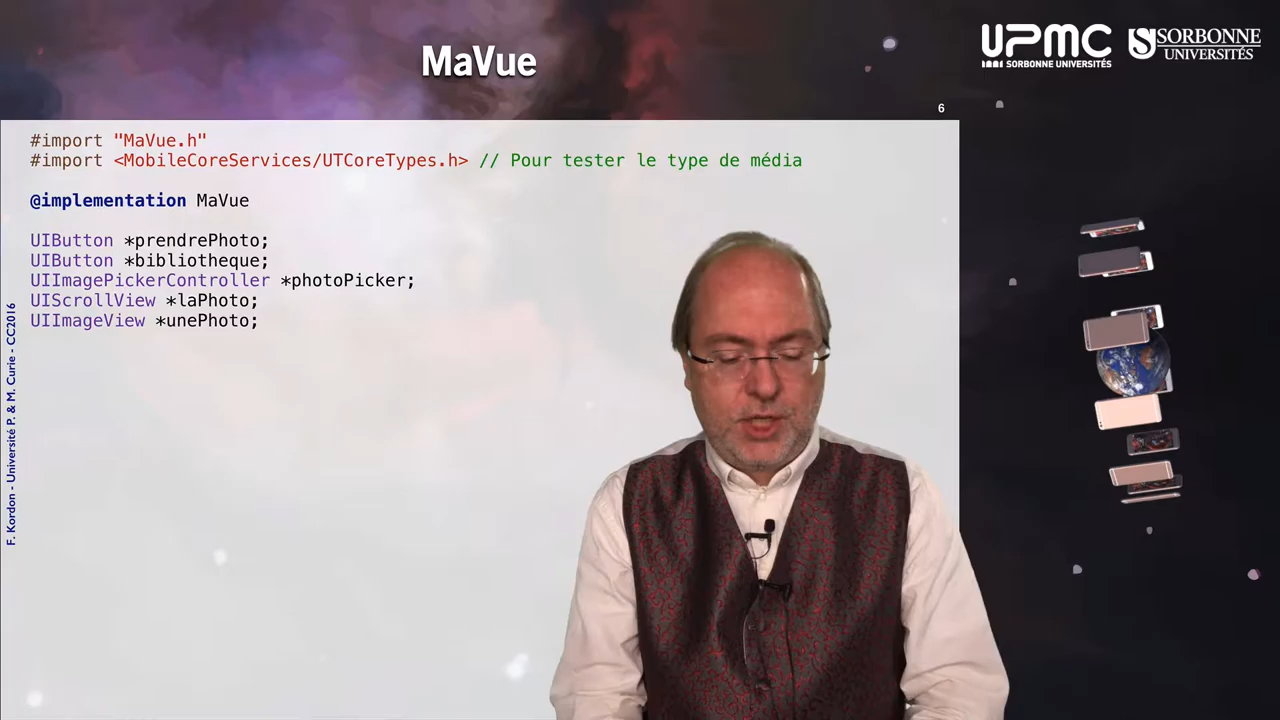 MaVue
UPMC
SORBONNE UNIVERSITÉS
SORBONNE
UNIVERSITÉS
6
#import "MaVue.h"
#import <MobileCoreServices/UTCoreTypes.h> // Pour tester le type de média
@implementation MaVue
UIButton *prendrePhoto;
UIButton *bibliotheque;
UIImagePickerController *photoPicker;
UIScrollView *laPhoto;
UIImageView *unePhoto;
F. Kordon - Université P. & M. Curie - CC2016